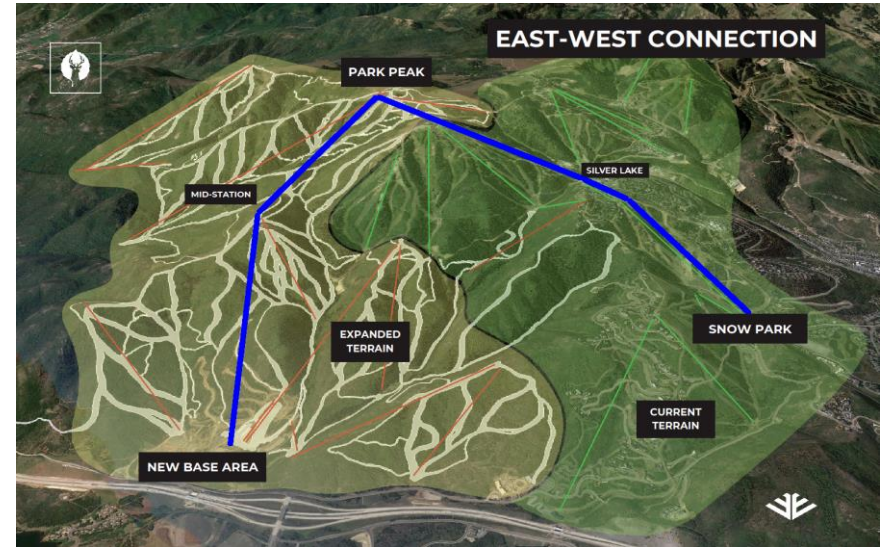 EAST-WEST CONNECTION
PARK PEAK
SILVER LAKE
MID-STATION
SNOW PARK
EXPANDED
TERRAIN
CURRENT
TERRAIN
NEW BASE AREA